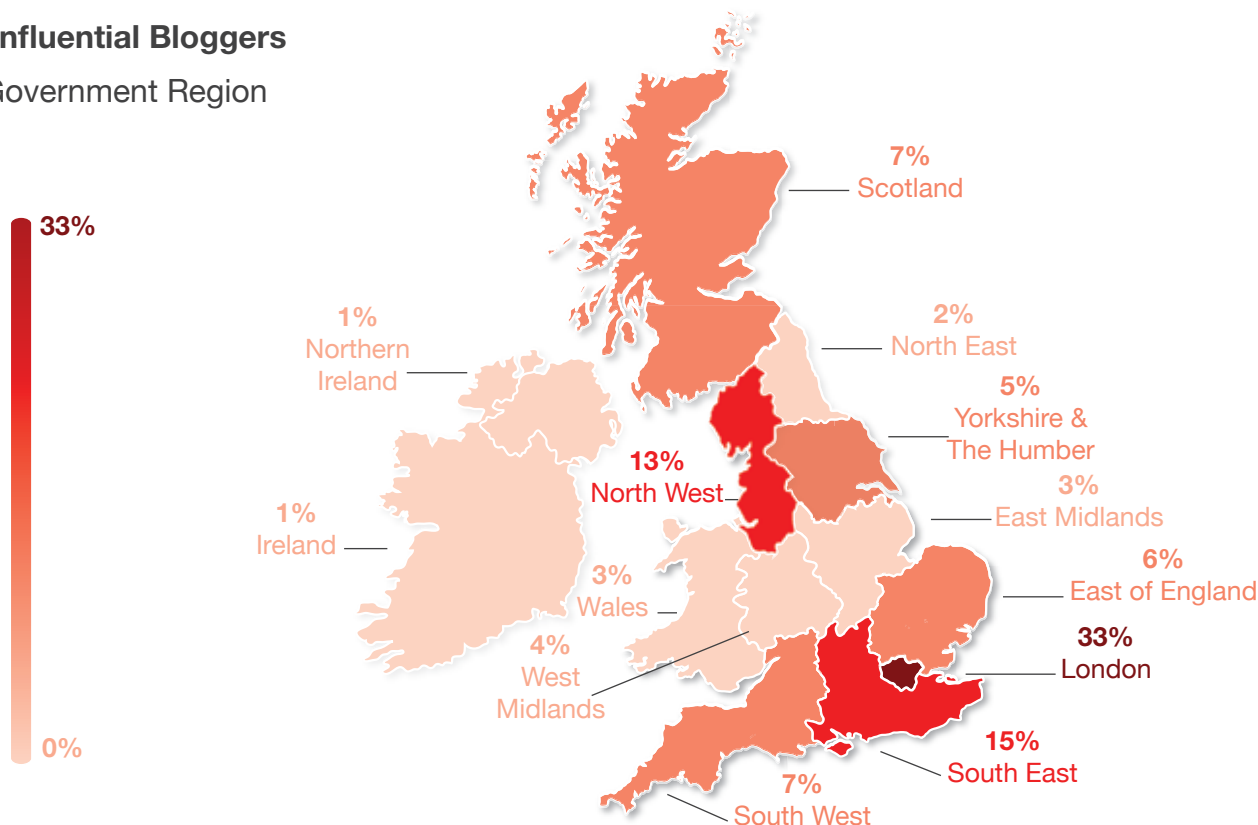 nfluential Bloggers
Government Region
33%
0%
7%
Scotland
1%
Northern
Ireland
2%
North East
5%
Yorkshire &
The Humber
13%
North West
3%
East Midlands
1%
Ireland
6%
East of England
3%
Wales
33%
London
4%
West
Midlands
15%
South East
7%
South West